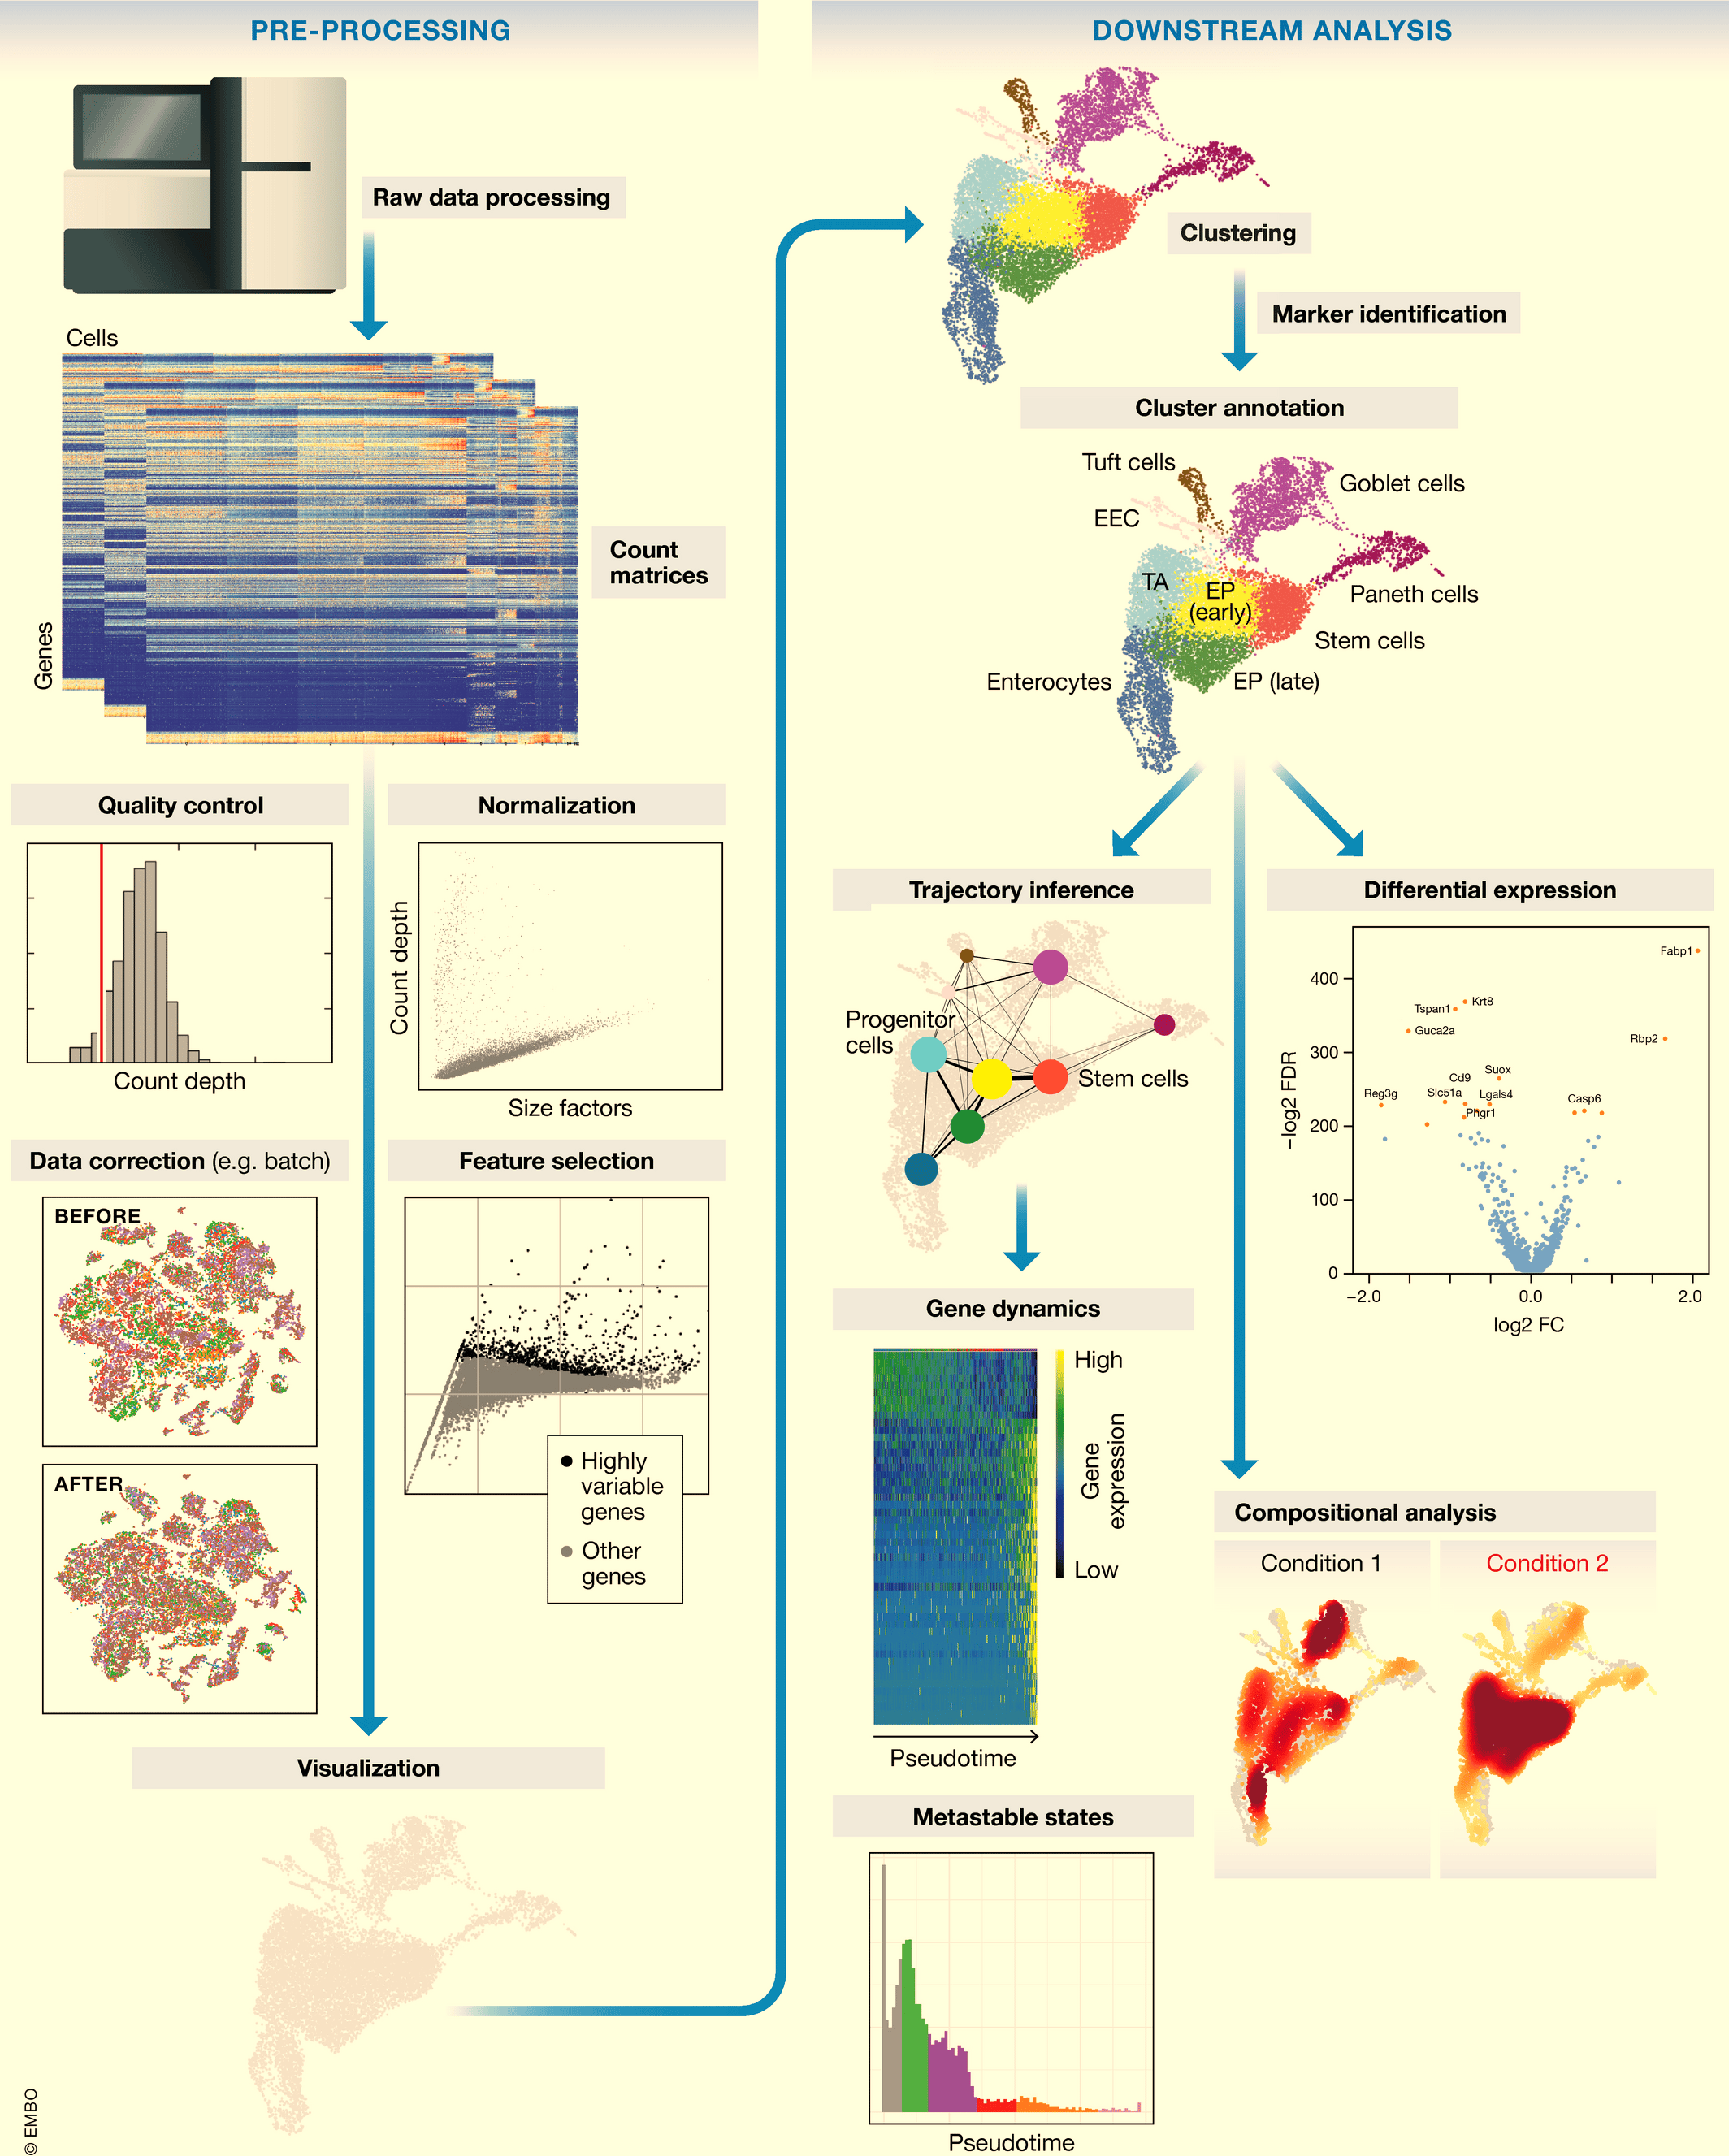 PRE-PROCESSING
Raw data processing
Cells
Genes
Count
matrices
Quality control
Count depth
Normalization
Count depth
Size factors
Data correction (e.g. batch)
BEFORE
AFTER
Feature selection
Highly
variable
genes
Other
genes
Visualization
© EMBO
DOWNSTREAM ANALYSIS
Clustering
Marker identification
Cluster annotation
Tuft cells
Goblet cells
EEC
TA
EP
(early)
Paneth cells
Stem cells
Enterocytes
EP (late)
Trajectory inference
Progenitor
cells
Stem cells
Gene dynamics
High
Gene
expression
Low
Pseudotime
Metastable states
Pseudotime
Differential expression
−log2 FDR
400
300
200
100
0
Fabp1
Krt8
Tspan1
Guca2a
Rbp2
Suox
Cd9
Reg3g
Slc51a
Lgals4
Casp6
Phgr1
−2.0
0.0
2.0
log2 FC
Compositional analysis
Condition 1
Condition 2